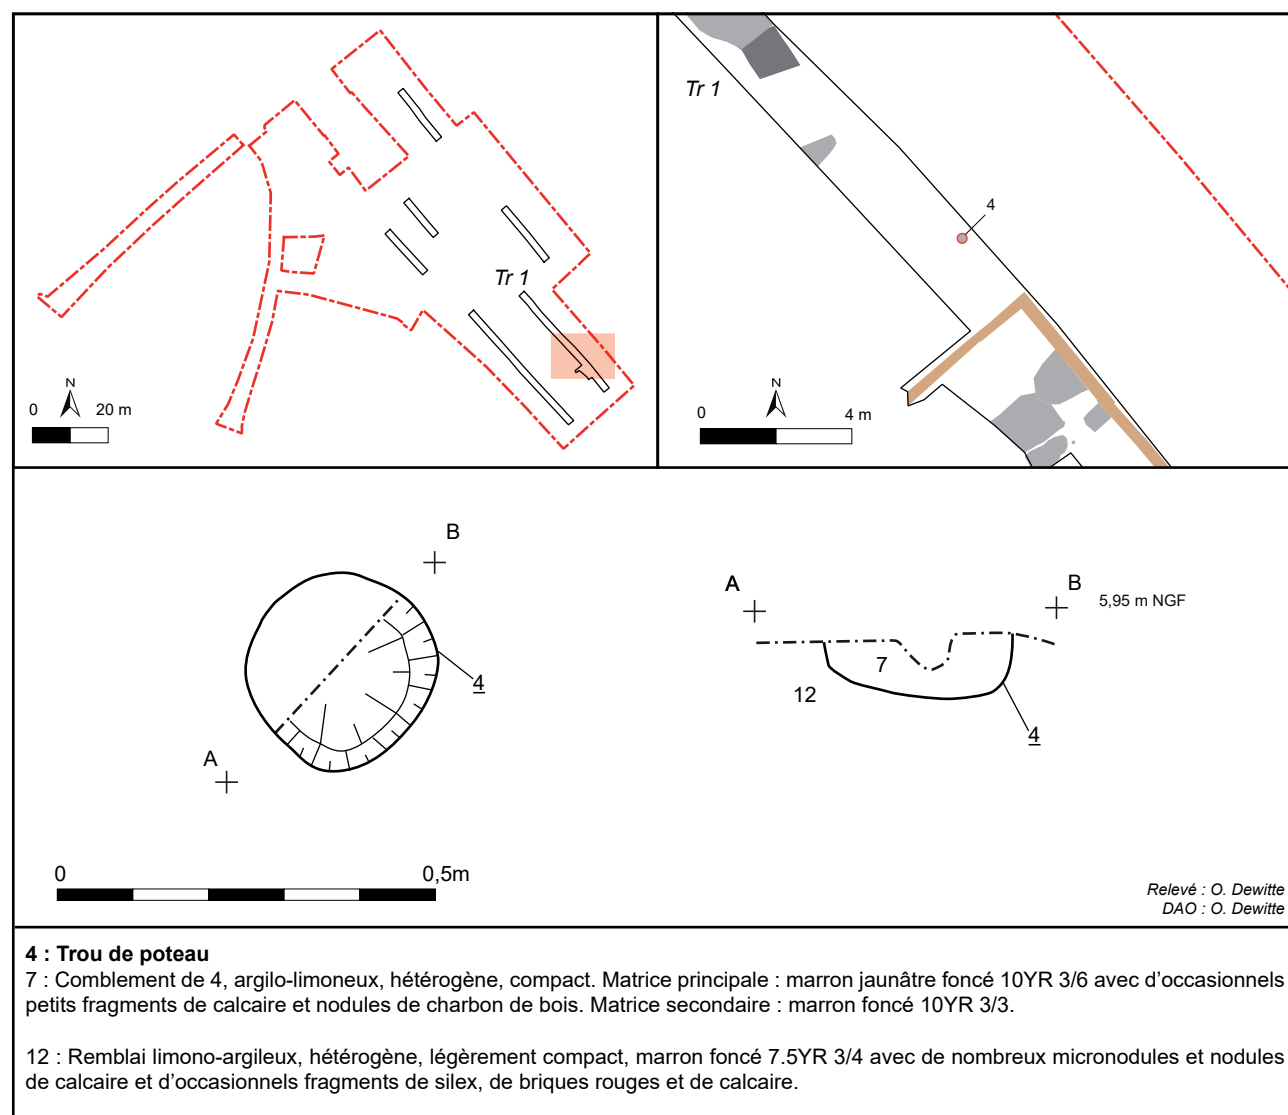 Tr 1
N
0 20 m
Tr 1
4
N
0 4 m
B
A
4
0 0,5m
A B 5,95 m NGF
7
12
4
Relevé : O. Dewitte
DAO : O. Dewitte
4 : Trou de poteau
7 : Comblement de 4, argilo-limoneux, hétérogène, compact. Matrice principale : marron jaunâtre foncé 10YR 3/6 avec d’occasionnels
petits fragments de calcaire et nodules de charbon de bois. Matrice secondaire : marron foncé 10YR 3/3.
12 : Remblai limono-argileux, hétérogène, légèrement compact, marron foncé 7.5YR 3/4 avec de nombreux micronodules et nodules
de calcaire et d’occasionnels fragments de silex, de briques rouges et de calcaire.